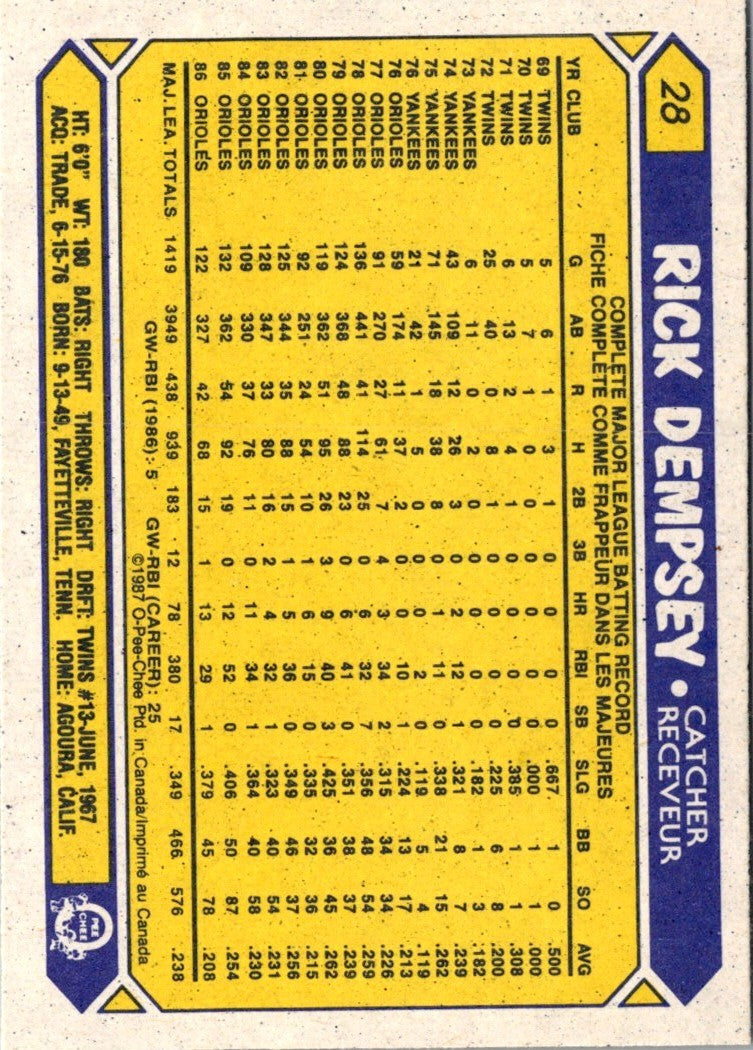 28
RICK DEMPSEY • CATCHER
RECEVEUR
COMPLETE MAJOR LEAGUE BATTING RECORD
FICHE COMPLÈTE COMME FRAPPEUR DANS LES MAJEURES
YR CLUB G AB R H 2B 3B HR RBI SB SLG BB SO AVG
69 TWINS 5 6 1 3 1 0 0 0 0 .667 1 0 .500
70 TWINS 5 7 1 0 0 0 0 0 0 .000 1 1 .000
71 TWINS 6 13 2 4 1 0 0 0 0 .385 1 1 .308
72 TWINS 25 40 0 8 1 0 0 0 0 .225 6 8 .200
73 YANKEES 6 11 0 2 0 0 0 0 0 .182 1 3 .182
74 YANKEES 43 109 12 26 3 0 2 12 1 .321 8 7 .239
75 YANKEES 71 145 18 38 8 0 1 11 0 .338 21 15 .262
76 YANKEES 21 42 1 5 0 0 0 2 0 .119 5 4 .119
76 ORIOLES 59 174 11 37 2 0 0 10 1 .224 13 17 .213
77 ORIOLES 91 270 27 61 7 4 3 34 2 .315 34 34 .226
78 ORIOLES 136 441 41 114 25 0 6 32 7 .356 48 54 .259
79 ORIOLES 124 368 48 88 23 0 6 41 0 .351 38 37 .239
80 ORIOLES 119 362 51 95 26 3 9 40 3 .425 36 45 .262
81 ORIOLES 92 251 24 54 10 1 6 15 0 .335 32 36 .215
82 ORIOLES 125 344 35 88 15 1 5 36 0 .349 46 37 .256
83 ORIOLES 128 347 33 80 16 2 4 32 1 .323 40 54 .231
84 ORIOLES 109 330 37 76 11 0 11 34 1 .364 40 58 .230
85 ORIOLES 132 362 54 92 19 0 12 52 0 .406 50 87 .254
86 ORIOLES 122 327 42 68 15 1 13 29 1 .379 45 78 .208
MAJ. LEA. TOTALS 1419 3949 438 939 183 12 78 380 17 .349 466 576 .238
GW-RBI (1986): 5 GW-RBI (CAREER): 25
©1987 O-Pee-Chee Ptd. in Canada/Imprimé au Canada
HT: 6'0" WT: 180 BATS: RIGHT THROWS: RIGHT DRFT: TWINS #13-JUNE, 1967
ACQ: TRADE, 6-15-76 BORN: 9-13-49, FAYETTEVILLE, TENN. HOME: AGOURA, CALIF.
O
PEE
CHEE